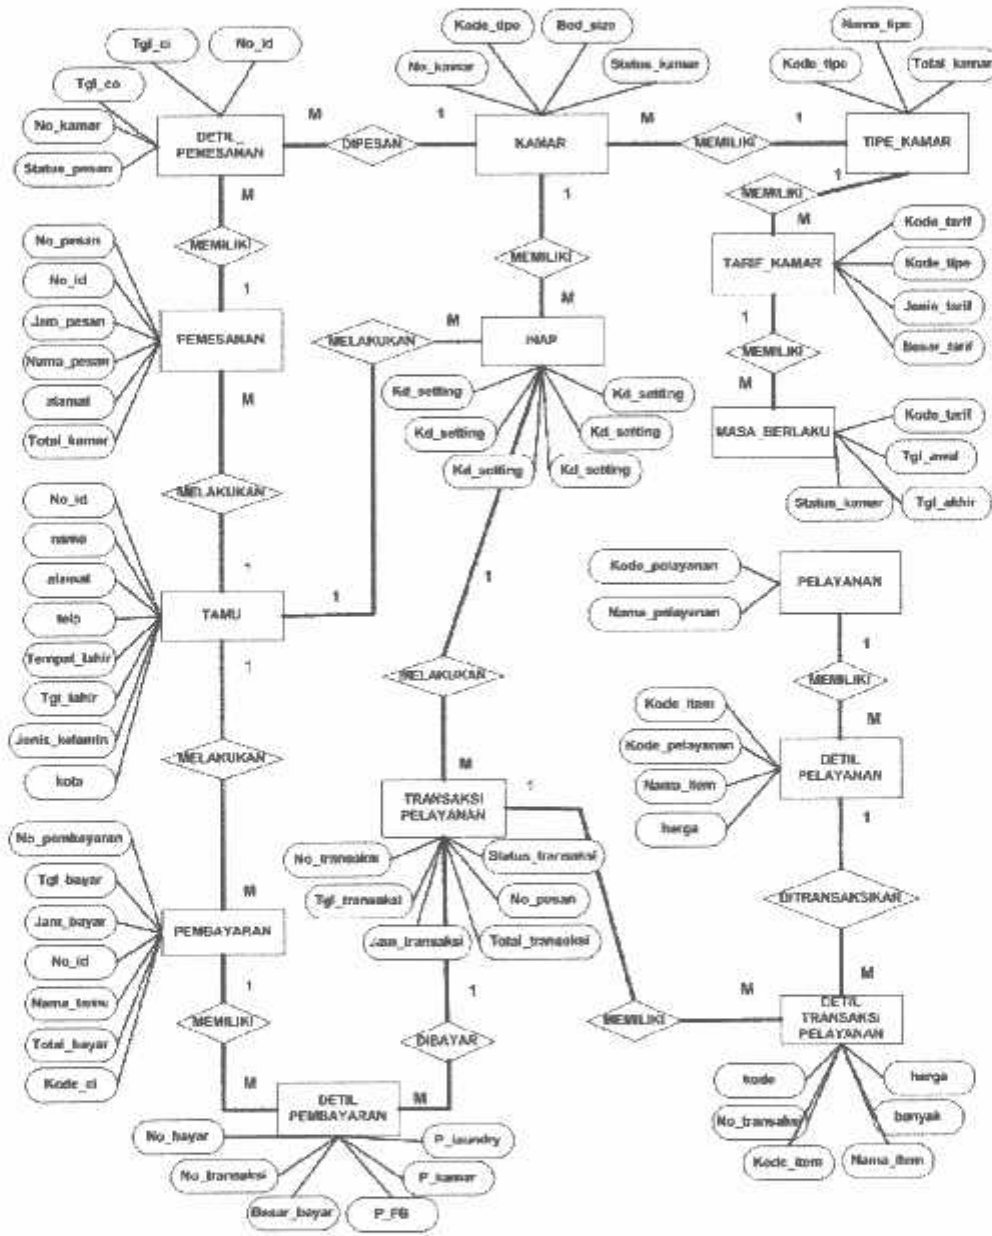 Tgl_ci
No_id
Tgl_co
No_kamar
Status_pesan
DETIL_
PEMESANAN
M
DIPESAN
1
Kode_tipe
Bed_size
No_kamar
Status_kamar
KAMAR
M
MEMILIKI
1
Nama_tipe
Kode_tipe
Total_kamar
TIPE_KAMAR
1
MEMILIKI
M
TARIF_KAMAR
Kode_tarif
Kode_tipe
Jenis_tarif
Besar_tarif
1
MEMILIKI
M
MASA_BERLAKU
Kode_tarif
Tgl_awal
Tgl_akhir
Status_kamar
M
MEMILIKI
1
No_pesan
No_id
Jam_pesan
Nama_pesan
alamat
Total_kamar
PEMESANAN
M
MELAKUKAN
1
1
MEMILIKI
M
MELAKUKAN
M
1
INAP
Kd_setting
Kd_setting
Kd_setting
Kd_setting
Kd_setting
Kd_setting
No_id
nama
alamat
telp
Tempat_lahir
Tgl_lahir
Jenis_kelamin
kota
TAMU
1
MELAKUKAN
M
1
MELAKUKAN
M
Kode_pelayanan
Nama_pelayanan
PELAYANAN
1
MEMILIKI
M
Kode_item
Kode_pelayanan
Nama_item
harga
DETIL
PELAYANAN
1
DITRANSAKSIKAR
M
TRANSAKSI
PELAYANAN
1
No_transaksi
Status_transaksi
Tgl_transaksi
No_pesan
Jam_transaksi
Total_transaksi
MEMILIKI
M
DETIL
TRANSAKSI
PELAYANAN
kode
harga
No_transaksi
banyak
Kode_item
Nama_item
No_pembayaran
Tgl_bayar
Jam_bayar
No_id
Nama_tamu
Total_bayar
Kode_ci
PEMBAYARAN
1
MEMILIKI
M
1
DIBAYAR
M
DETIL
PEMBAYARAN
No_bayar
P_laundry
No_transaksi
P_kamar
Besar_bayar
P_FB